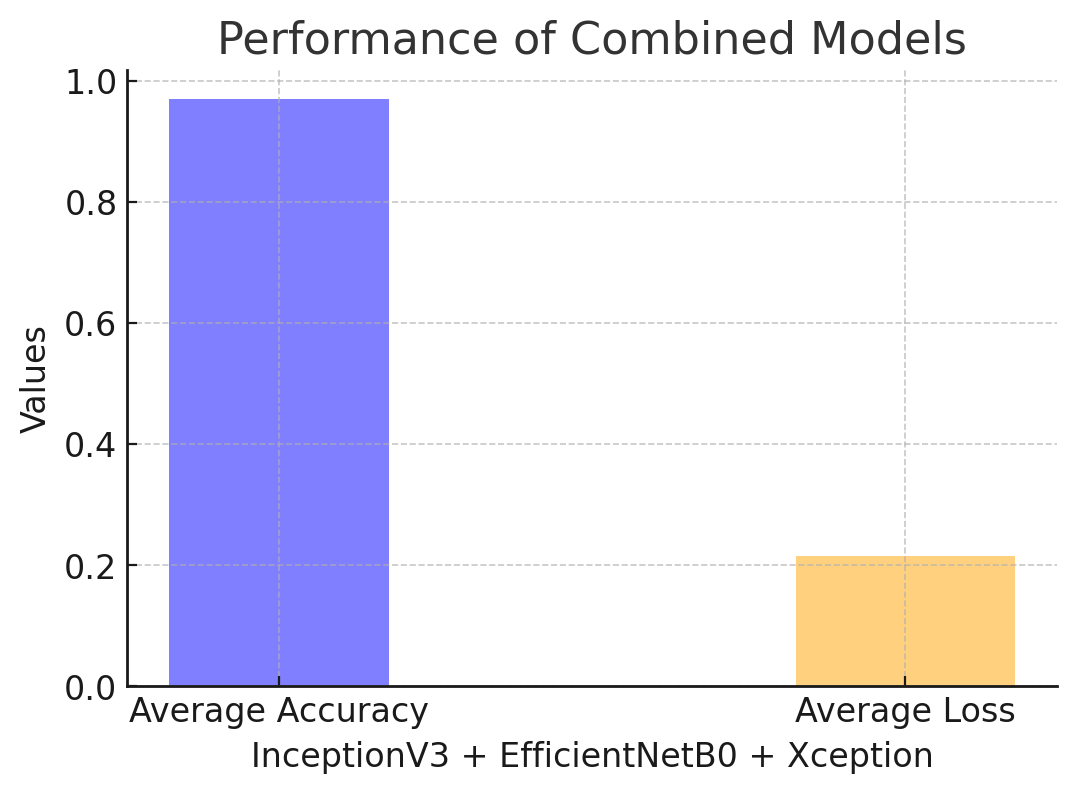 Performance of Combined Models
1.0
0.8
0.6
0.4
0.2
0.0
Values
Average Accuracy
Average Loss
InceptionV3 + EfficientNetB0 + Xception